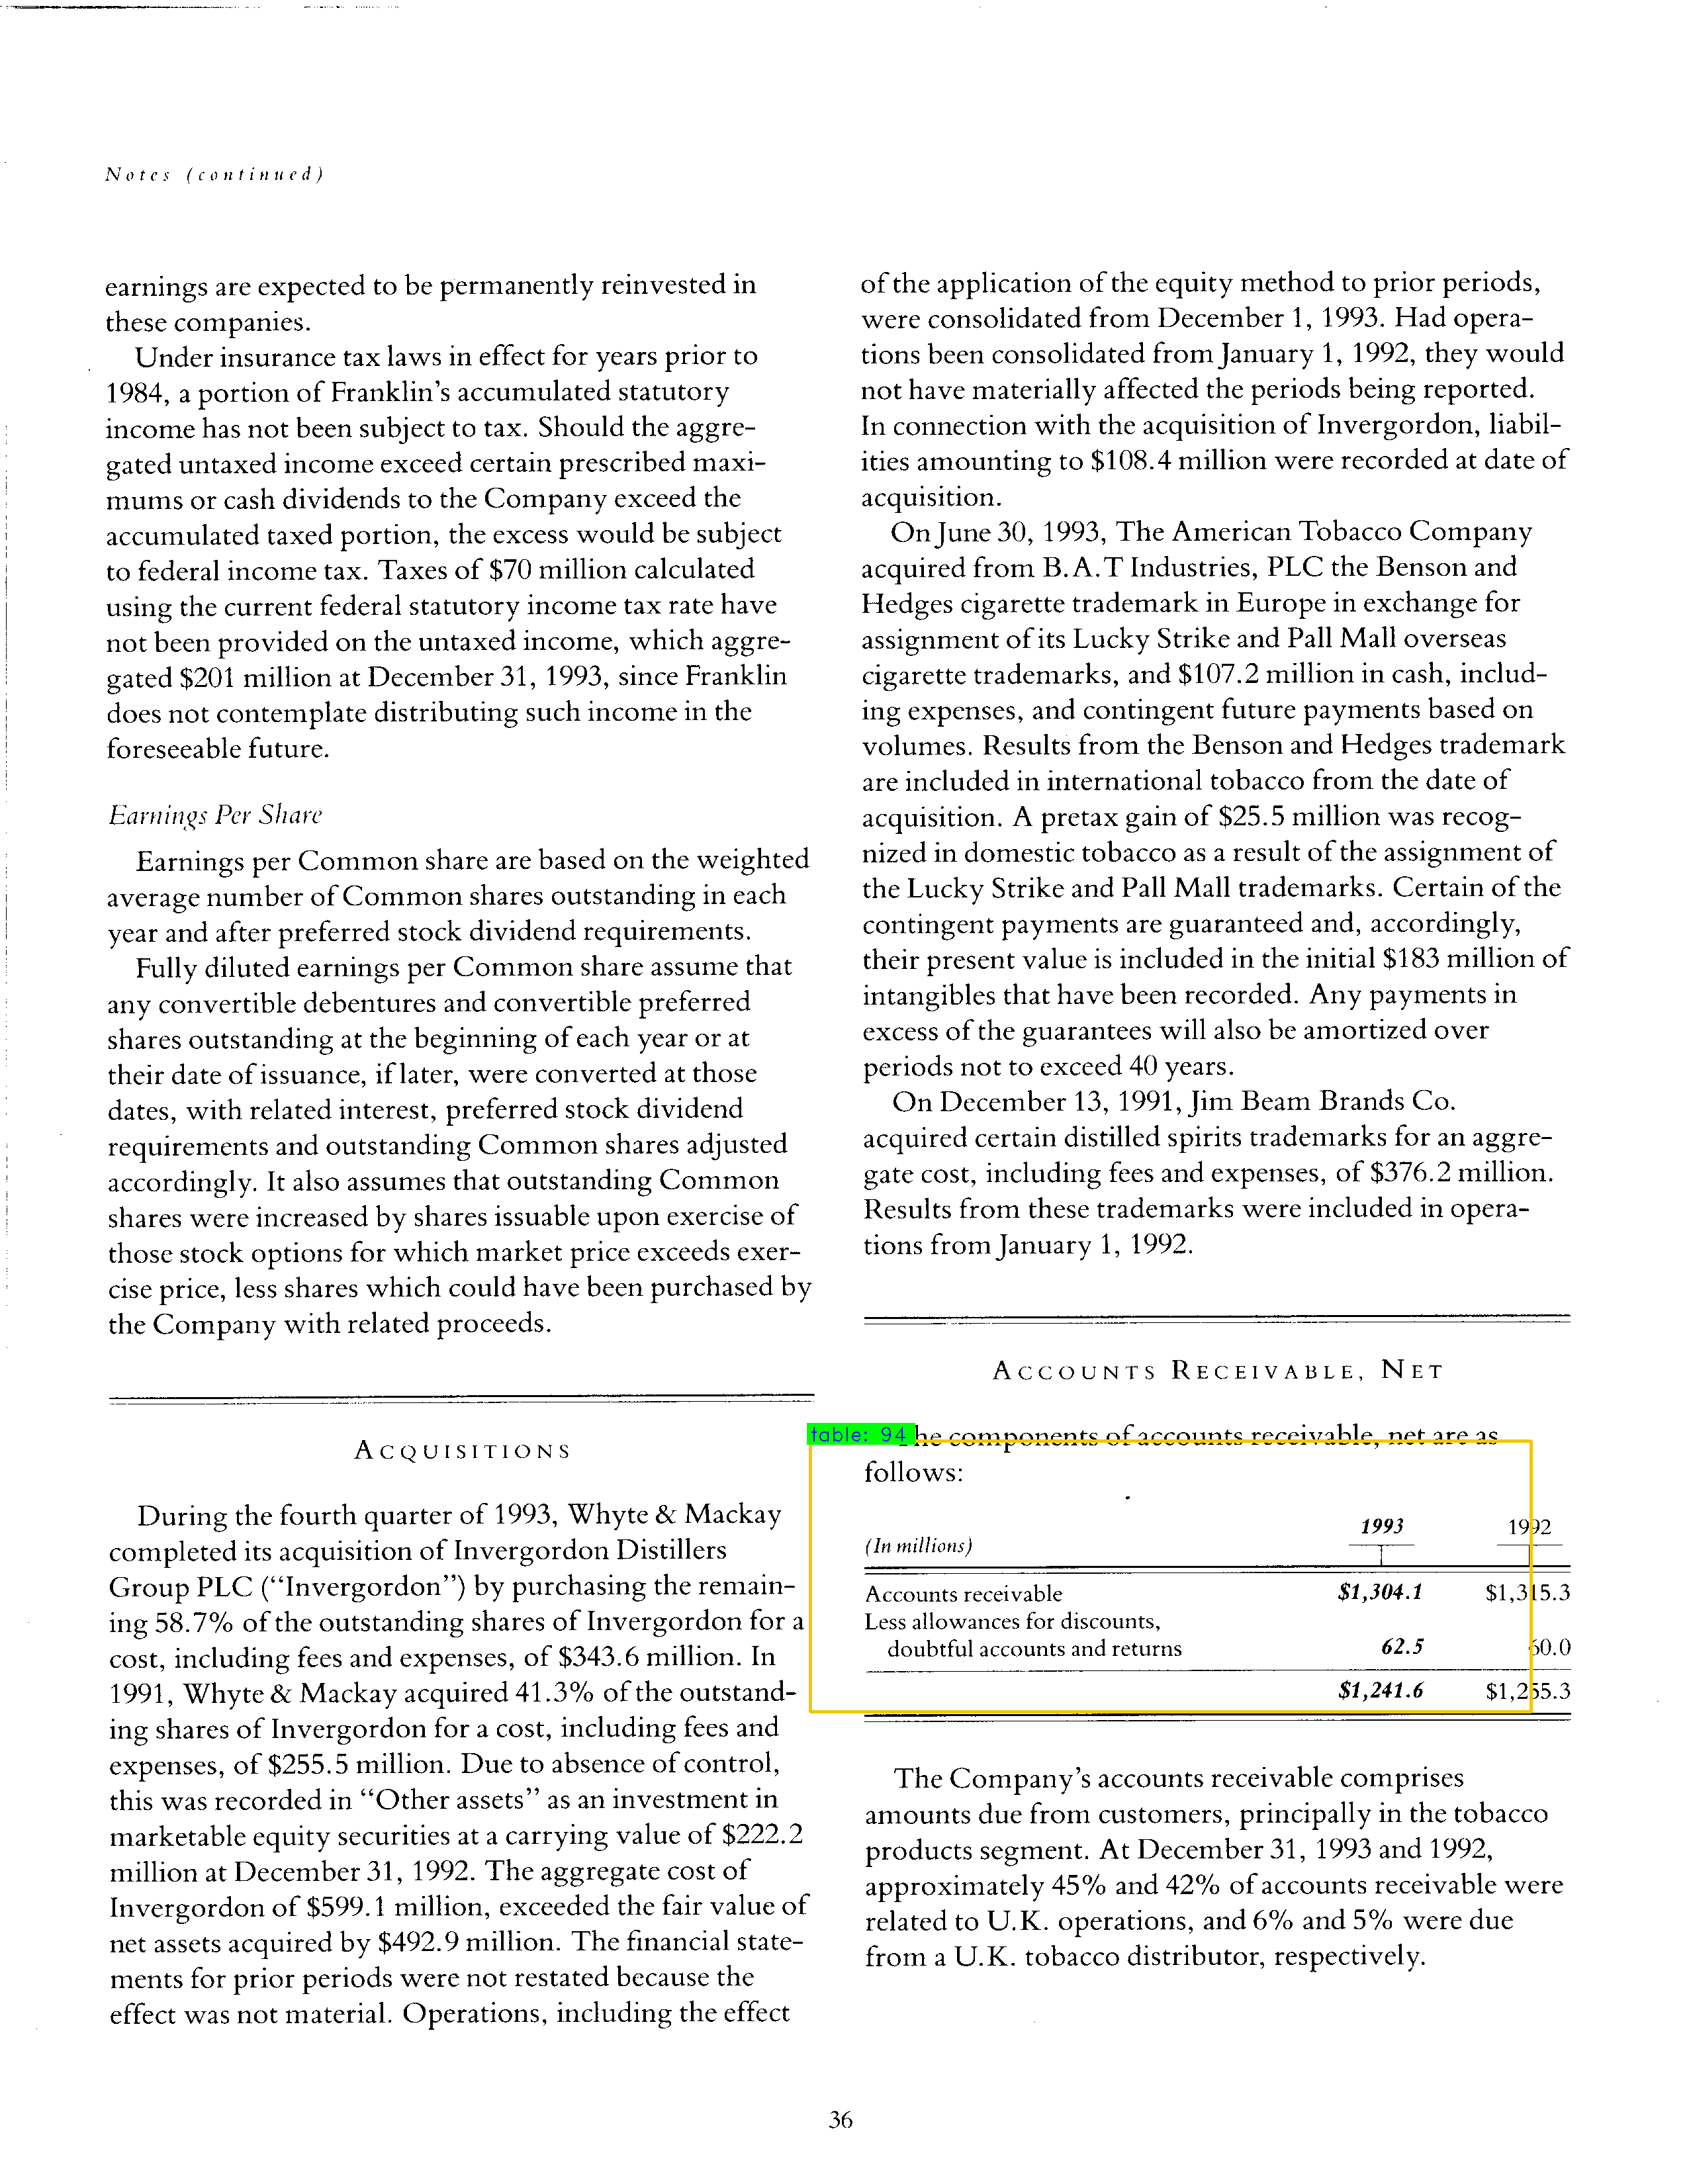 Notes (continued)
earnings are expected to be permanently reinvested in
these companies.
Under insurance tax laws in effect for years prior to
1984, a portion of Franklin's accumulated statutory
income has not been subject to tax. Should the aggre-
gated untaxed income exceed certain prescribed maxi-
mums or cash dividends to the Company exceed the
accumulated taxed portion, the excess would be subject
to federal income tax. Taxes of $70 million calculated
using the current federal statutory income tax rate have
not been provided on the untaxed income, which aggre-
gated $201 million at December 31, 1993, since Franklin
does not contemplate distributing such income in the
foreseeable future.
Earnings Per Share
Earnings per Common share are based on the weighted
average number of Common shares outstanding in each
year and after preferred stock dividend requirements.
Fully diluted earnings per Common share assume that
any convertible debentures and convertible preferred
shares outstanding at the beginning of each year or at
their date of issuance, if later, were converted at those
dates, with related interest, preferred stock dividend
requirements and outstanding Common shares adjusted
accordingly. It also assumes that outstanding Common
shares were increased by shares issuable upon exercise of
those stock options for which market price exceeds exer-
cise price, less shares which could have been purchased by
the Company with related proceeds.
ACQUISITIONS
During the fourth quarter of 1993, Whyte & Mackay
completed its acquisition of Invergordon Distillers
Group PLC ("Invergordon") by purchasing the remain-
ing 58.7% of the outstanding shares of Invergordon for a
cost, including fees and expenses, of $343.6 million. In
1991, Whyte & Mackay acquired 41.3% of the outstand-
ing shares of Invergordon for a cost, including fees and
expenses, of $255.5 million. Due to absence of control,
this was recorded in "Other assets" as an investment in
marketable equity securities at a carrying value of $222.2
million at December 31, 1992. The aggregate cost of
Invergordon of $599.1 million, exceeded the fair value of
net assets acquired by $492.9 million. The financial state-
ments for prior periods were not restated because the
effect was not material. Operations, including the effect
of the application of the equity method to prior periods,
were consolidated from December 1, 1993. Had opera-
tions been consolidated from January 1, 1992, they would
not have materially affected the periods being reported.
In connection with the acquisition of Invergordon, liabil-
ities amounting to $108.4 million were recorded at date of
acquisition.
On June 30, 1993, The American Tobacco Company
acquired from B.A.T Industries, PLC the Benson and
Hedges cigarette trademark in Europe in exchange for
assignment of its Lucky Strike and Pall Mall overseas
cigarette trademarks, and $107.2 million in cash, includ-
ing expenses, and contingent future payments based on
volumes. Results from the Benson and Hedges trademark
are included in international tobacco from the date of
acquisition. A pretax gain of $25.5 million was recog-
nized in domestic tobacco as a result of the assignment of
the Lucky Strike and Pall Mall trademarks. Certain of the
contingent payments are guaranteed and, accordingly,
their present value is included in the initial $183 million of
intangibles that have been recorded. Any payments in
excess of the guarantees will also be amortized over
periods not to exceed 40 years.
On December 13, 1991, Jim Beam Brands Co.
acquired certain distilled spirits trademarks for an aggre-
gate cost, including fees and expenses, of $376.2 million.
Results from these trademarks were included in opera-
tions from January 1, 1992.
ACCOUNTS RECEIVABLE, NET
table: 94
he components of accounts receivable, net are as
follows:
(In millions) 1993 1992
Accounts receivable $1,304.1 $1,315.3
Less allowances for discounts,
doubtful accounts and returns 62.5 60.0
$1,241.6 $1,255.3
The Company's accounts receivable comprises
amounts due from customers, principally in the tobacco
products segment. At December 31, 1993 and 1992,
approximately 45% and 42% of accounts receivable were
related to U.K. operations, and 6% and 5% were due
from a U.K. tobacco distributor, respectively.
36